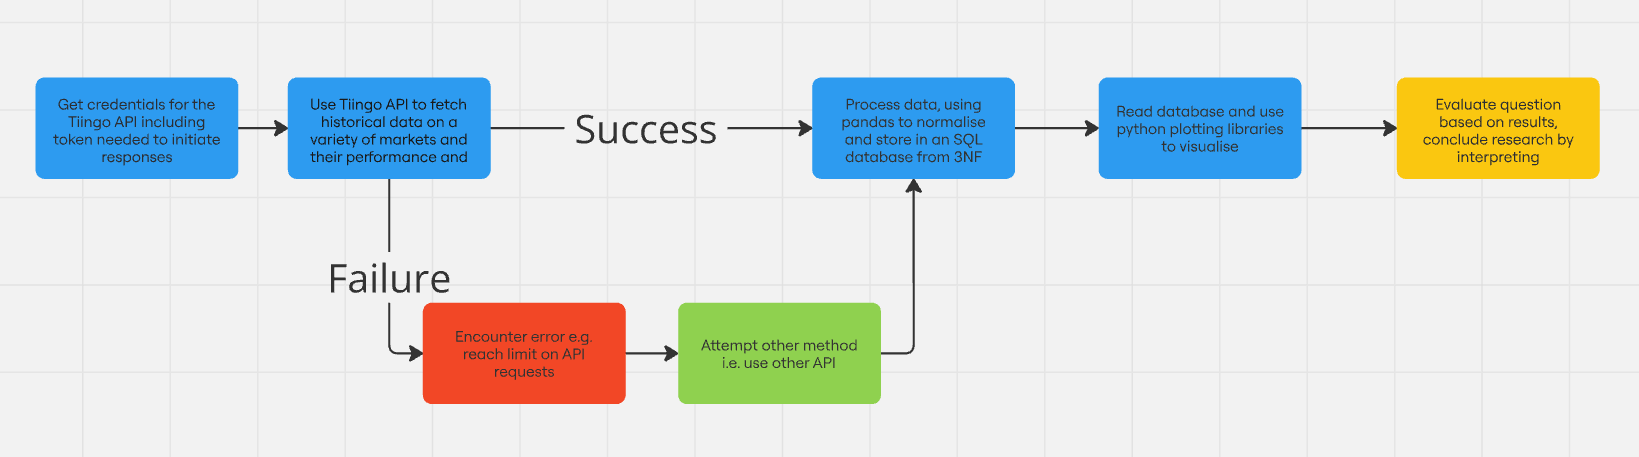 Get credentials for the
Tiingo API including
token needed to initiate
responses
Use Tiingo API to fetch
historical data on a
variety of markets and
their performance and
Success
Process data, using
pandas to normalise
and store in an SQL
database from 3NF
Read database and use
python plotting libraries
to visualise
Evaluate question
based on results,
conclude research by
interpreting
Failure
Encounter error e.g.
reach limit on API
requests
Attempt other method
i.e. use other API